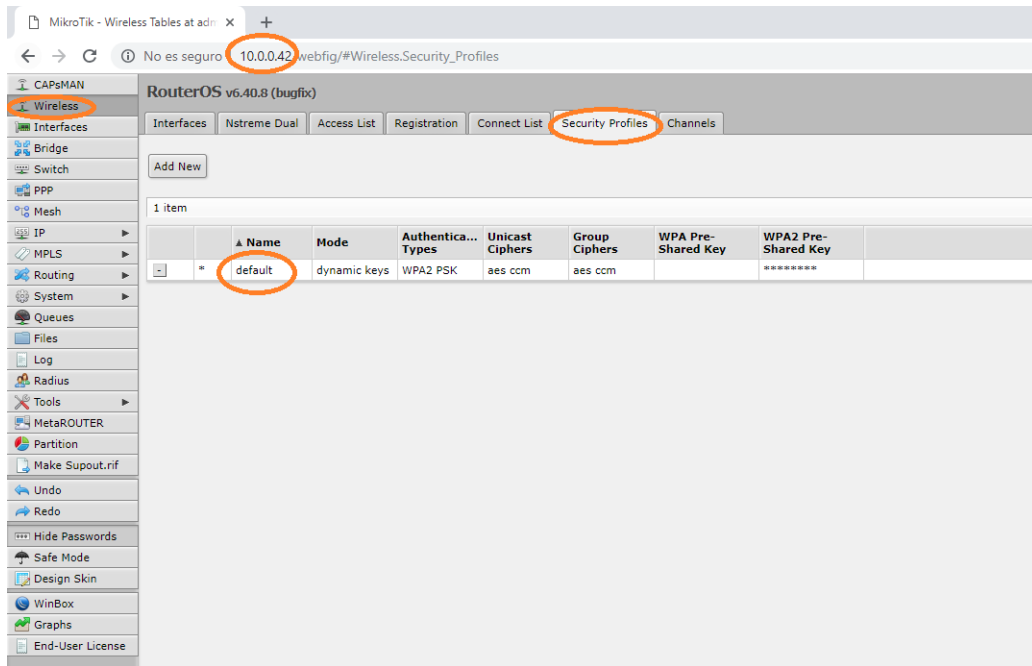 MikroTik - Wireless Tables at adm
No es seguro 10.0.0.42/webfig/#Wireless.Security_Profiles
CAPsMAN
Wireless
Interfaces
Bridge
Switch
PPP
Mesh
IP
MPLS
Routing
System
Queues
Files
Log
Radius
Tools
MetaROUTER
Partition
Make Supout.rif
Undo
Redo
Hide Passwords
Safe Mode
Design Skin
WinBox
Graphs
End-User License
RouterOS v6.40.8 (bugfix)
Interfaces Nstreme Dual Access List Registration Connect List Security Profiles Channels
Add New
1 item
▲ Name Mode Authentica... Types Unicast Ciphers Group Ciphers WPA Pre-Shared Key WPA2 Pre-Shared Key
- * default dynamic keys WPA2 PSK aes ccm aes ccm ********